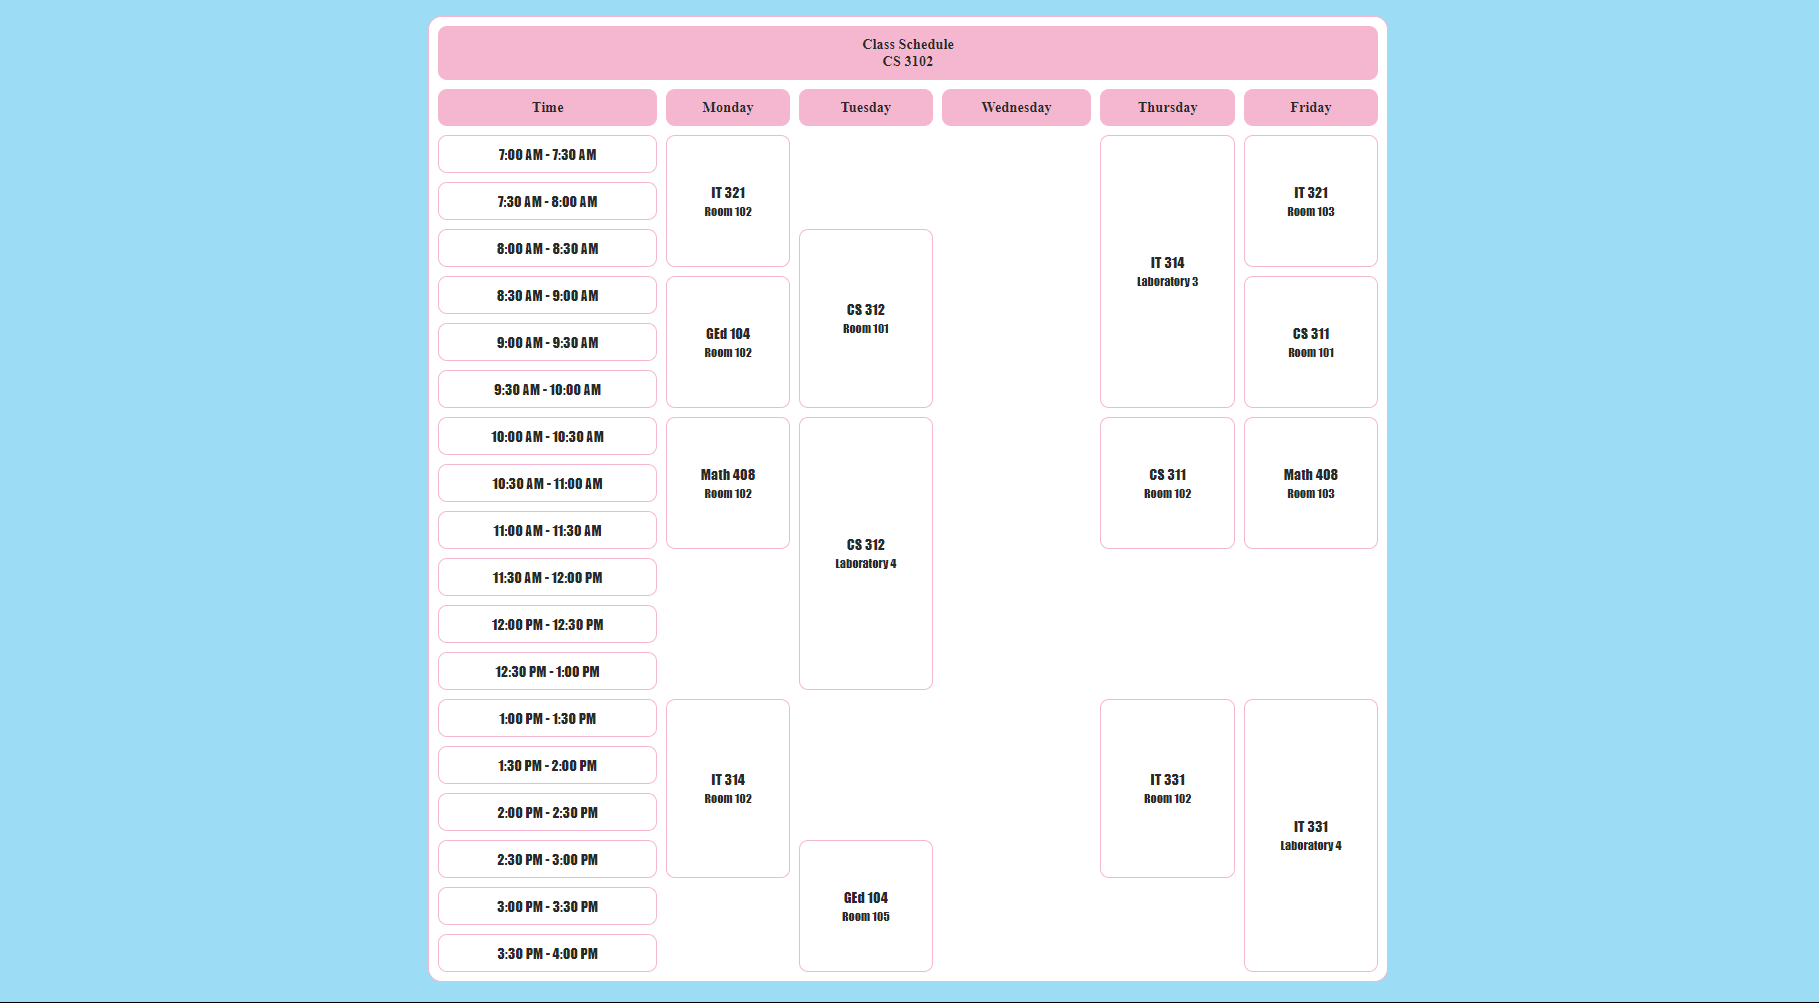 Class Schedule
CS 3102
Time
Monday
Tuesday
Wednesday
Thursday
Friday
7:00 AM - 7:30 AM
7:30 AM - 8:00 AM
8:00 AM - 8:30 AM
8:30 AM - 9:00 AM
9:00 AM - 9:30 AM
9:30 AM - 10:00 AM
10:00 AM - 10:30 AM
10:30 AM - 11:00 AM
11:00 AM - 11:30 AM
11:30 AM - 12:00 PM
12:00 PM - 12:30 PM
12:30 PM - 1:00 PM
1:00 PM - 1:30 PM
1:30 PM - 2:00 PM
2:00 PM - 2:30 PM
2:30 PM - 3:00 PM
3:00 PM - 3:30 PM
3:30 PM - 4:00 PM
IT 321
Room 102
GEd 104
Room 102
Math 408
Room 102
IT 314
Room 102
CS 312
Room 101
CS 312
Laboratory 4
GEd 104
Room 105
IT 314
Laboratory 3
CS 311
Room 102
IT 331
Room 102
IT 321
Room 103
CS 311
Room 101
Math 408
Room 103
IT 331
Laboratory 4